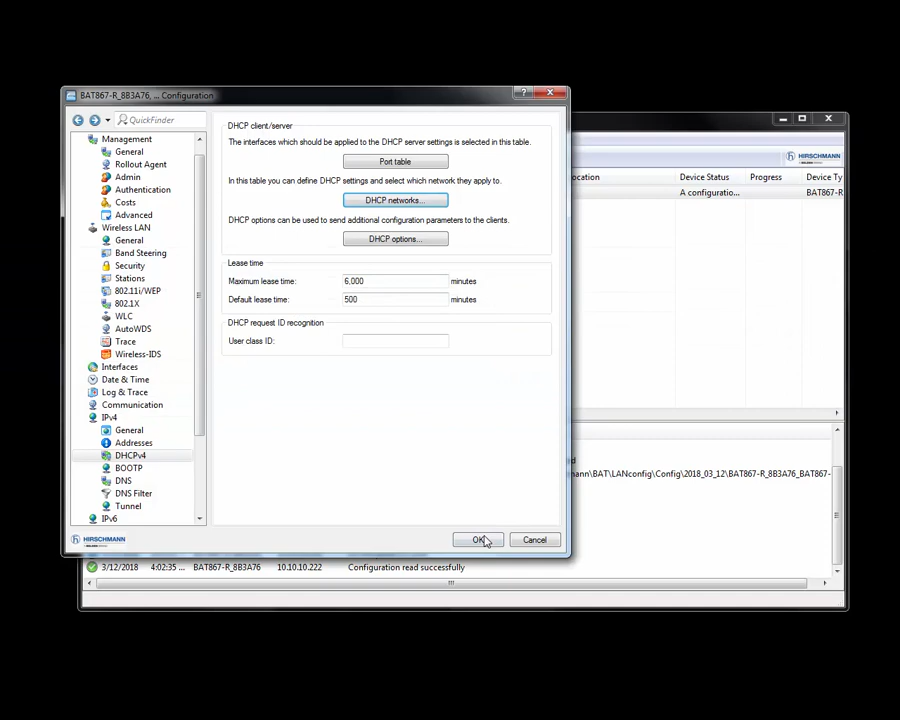 BAT867-R_8B3A76, ... Configuration
?
QuickFinder
Management
General
Rollout Agent
Admin
Authentication
Costs
Advanced
Wireless LAN
General
Band Steering
Security
Stations
802.11i/WEP
802.1X
WLC
AutoWDS
Trace
Wireless-IDS
Interfaces
Date & Time
Log & Trace
Communication
IPv4
General
Addresses
DHCPv4
BOOTP
DNS
DNS Filter
Tunnel
IPv6
HIRSCHMANN
DHCP client/server
The interfaces which should be applied to the DHCP server settings is selected in this table.
Port table
In this table you can define DHCP settings and select which network they apply to.
DHCP networks...
DHCP options can be used to send additional configuration parameters to the clients.
DHCP options...
Lease time
Maximum lease time: 6,000 minutes
Default lease time: 500 minutes
DHCP request ID recognition
User class ID:
OK Cancel
HIRSCHMANN
ocation Device Status Progress Device Ty
A configuratio... BAT867-R
d
nann\BAT\LANconfig\Config\2018_03_12\BAT867-R_8B3A76_BAT867-
3/12/2018 4:02:35 ... BAT867-R_8B3A76 10.10.10.222 Configuration read successfully